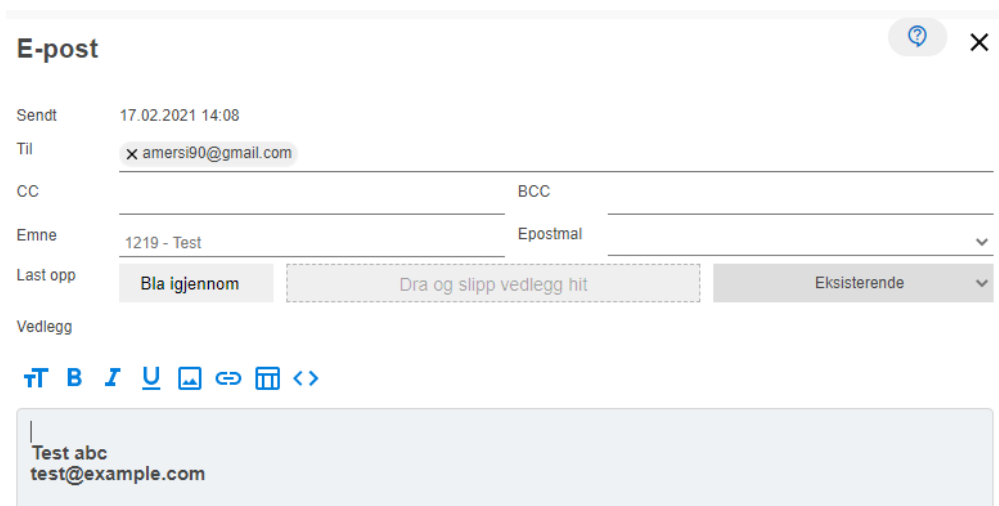 E-post
Sendt 17.02.2021 14:08
Til amersi90@gmail.com
CC BCC
Emne 1219 - Test Epostmal
Last opp Bla igjennom Dra og slipp vedlegg hit Eksisterende
Vedlegg
Test abc
test@example.com